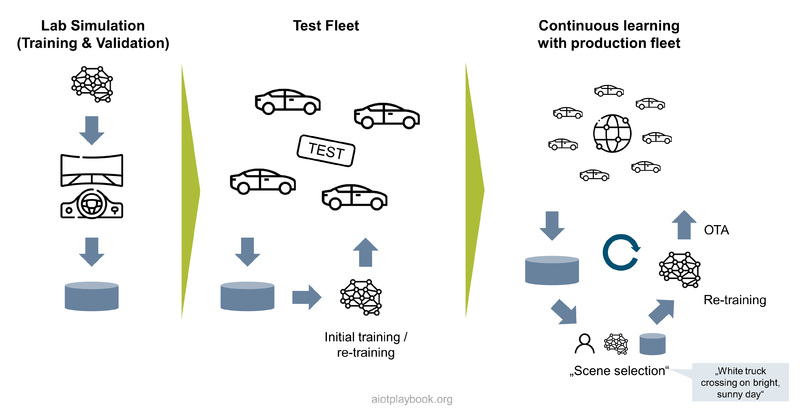 Lab Simulation
(Training & Validation)
Test Fleet
Continuous learning
with production fleet
TEST
OTA
Re-training
Initial training /
re-training
„Scene selection“
„White truck
crossing on bright,
sunny day“
aiotplaybook.org